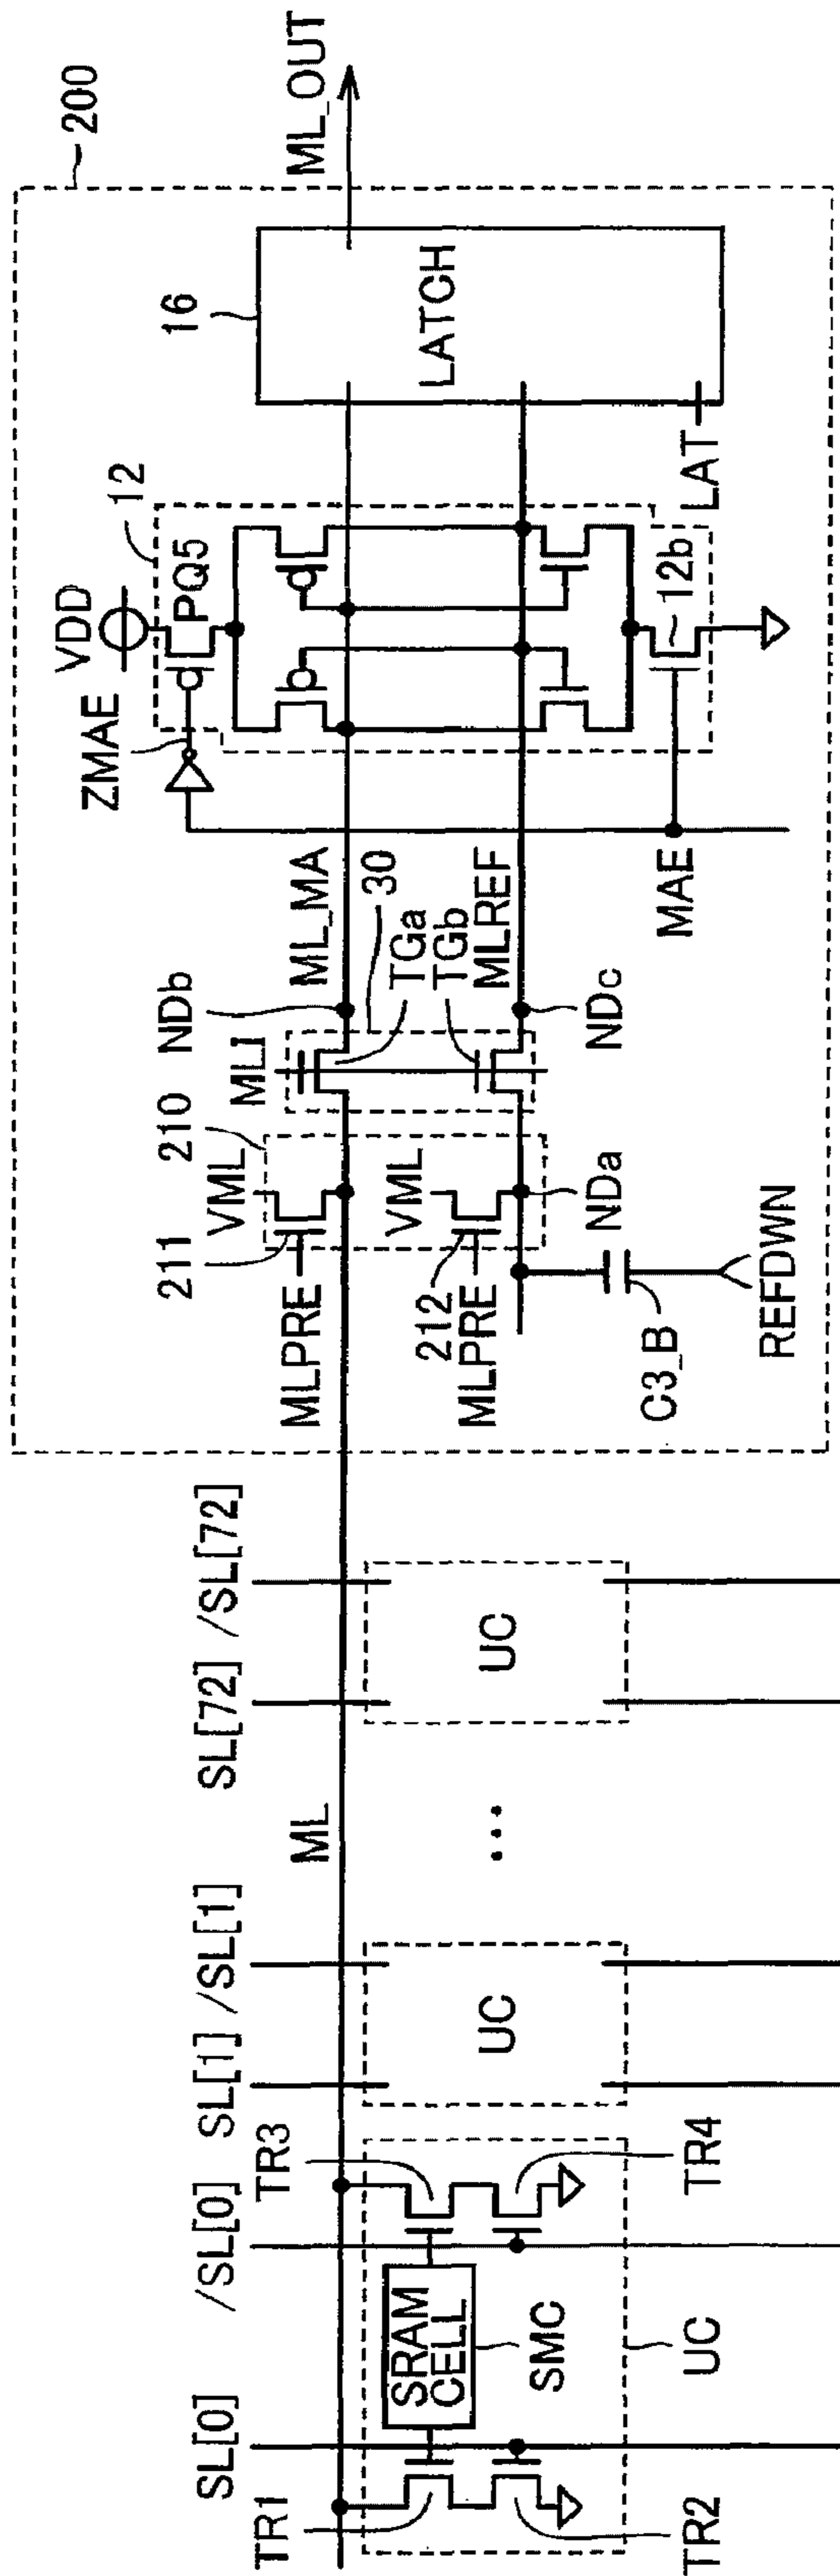 SL[0]
/SL[0]
SL[1]
/SL[1]
SL[72]
/SL[72]
ML
TR1
TR3
SRAM
CELL
SMC
TR2
TR4
UC
UC
...
UC
200
MLPRE
211
VML
210
MLPRE
212
VML
NDa
C3_B
REFDWN
MLI
NDb
ML_MA
30
TGa
TGb
MLREF
NDc
ZMAE
VDD
PQ5
12
12b
MAE
16
LATCH
LAT
ML_OUT